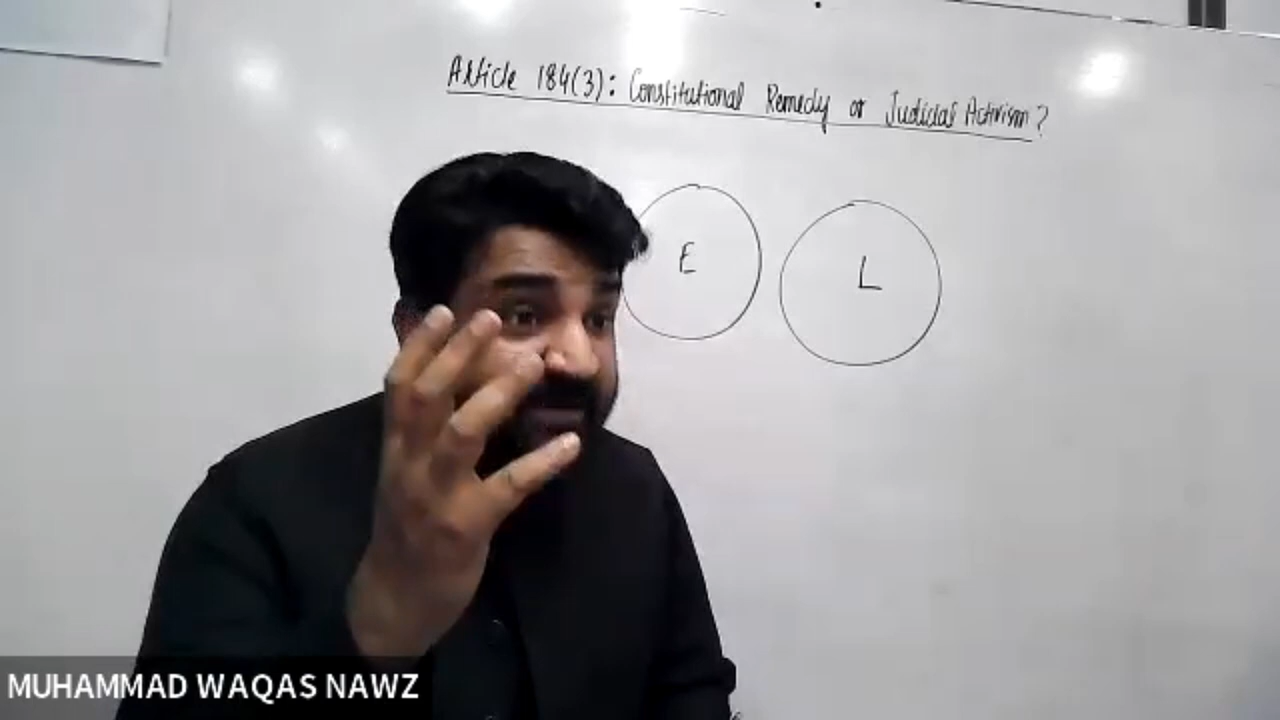 Article 184(3): Constitutional Remedy or Judicial Activism?
E
L
MUHAMMAD WAQAS NAWZ